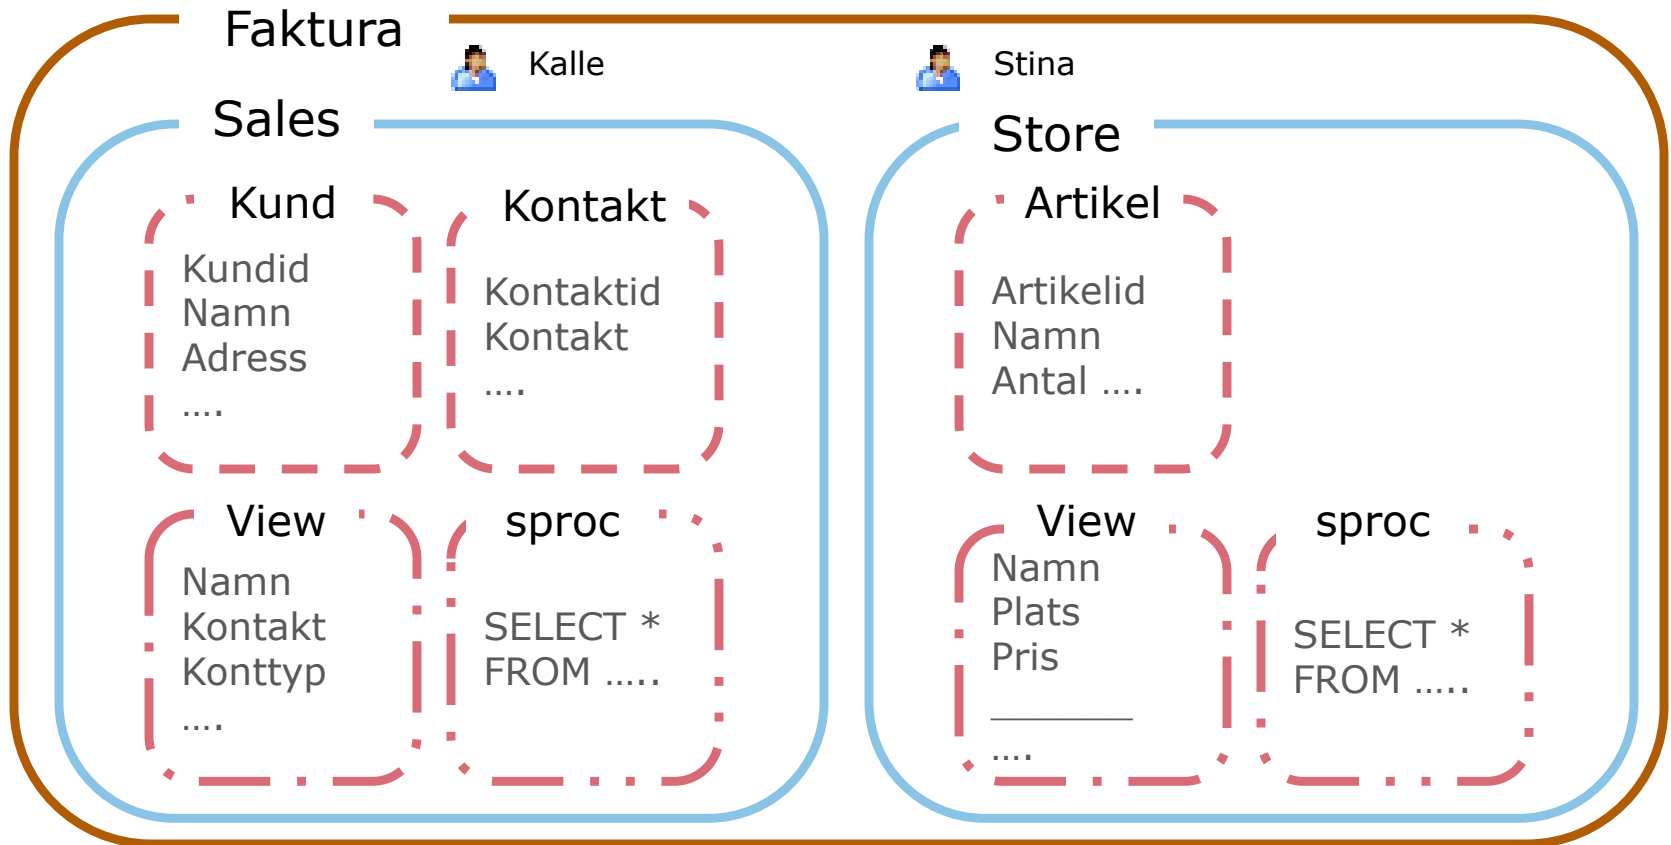 Faktura
Kalle
Stina
Sales
Store
Kund
Kundid
Namn
Adress
....
Kontakt
Kontaktid
Kontakt
....
View
Namn
Kontakt
Konttyp
....
sproc
SELECT *
FROM .....
Artikel
Artikelid
Namn
Antal ....
View
Namn
Plats
Pris
________
....
sproc
SELECT *
FROM .....